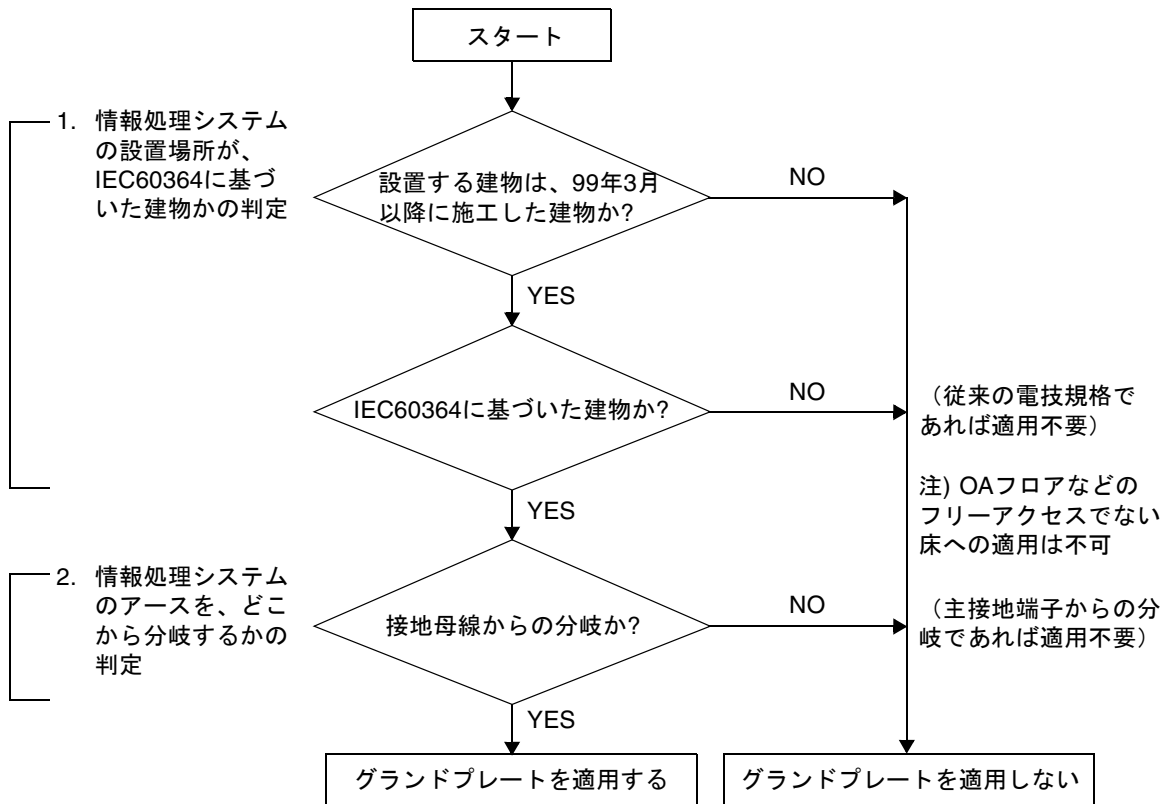 スタート
1. 情報処理システム
の設置場所が、
IEC60364に基づ
いた建物かの判定
設置する建物は、99年3月
以降に施工した建物か?
NO
YES
IEC60364に基づいた建物か?
NO
（従来の電技規格で
あれば適用不要）
注) OAフロアなどの
フリーアクセスでない
床への適用は不可
YES
2. 情報処理システム
のアースを、どこ
から分岐するかの
判定
接地母線からの分岐か?
NO
（主接地端子からの分
岐であれば適用不要）
YES
グランドプレートを適用する
グランドプレートを適用しない